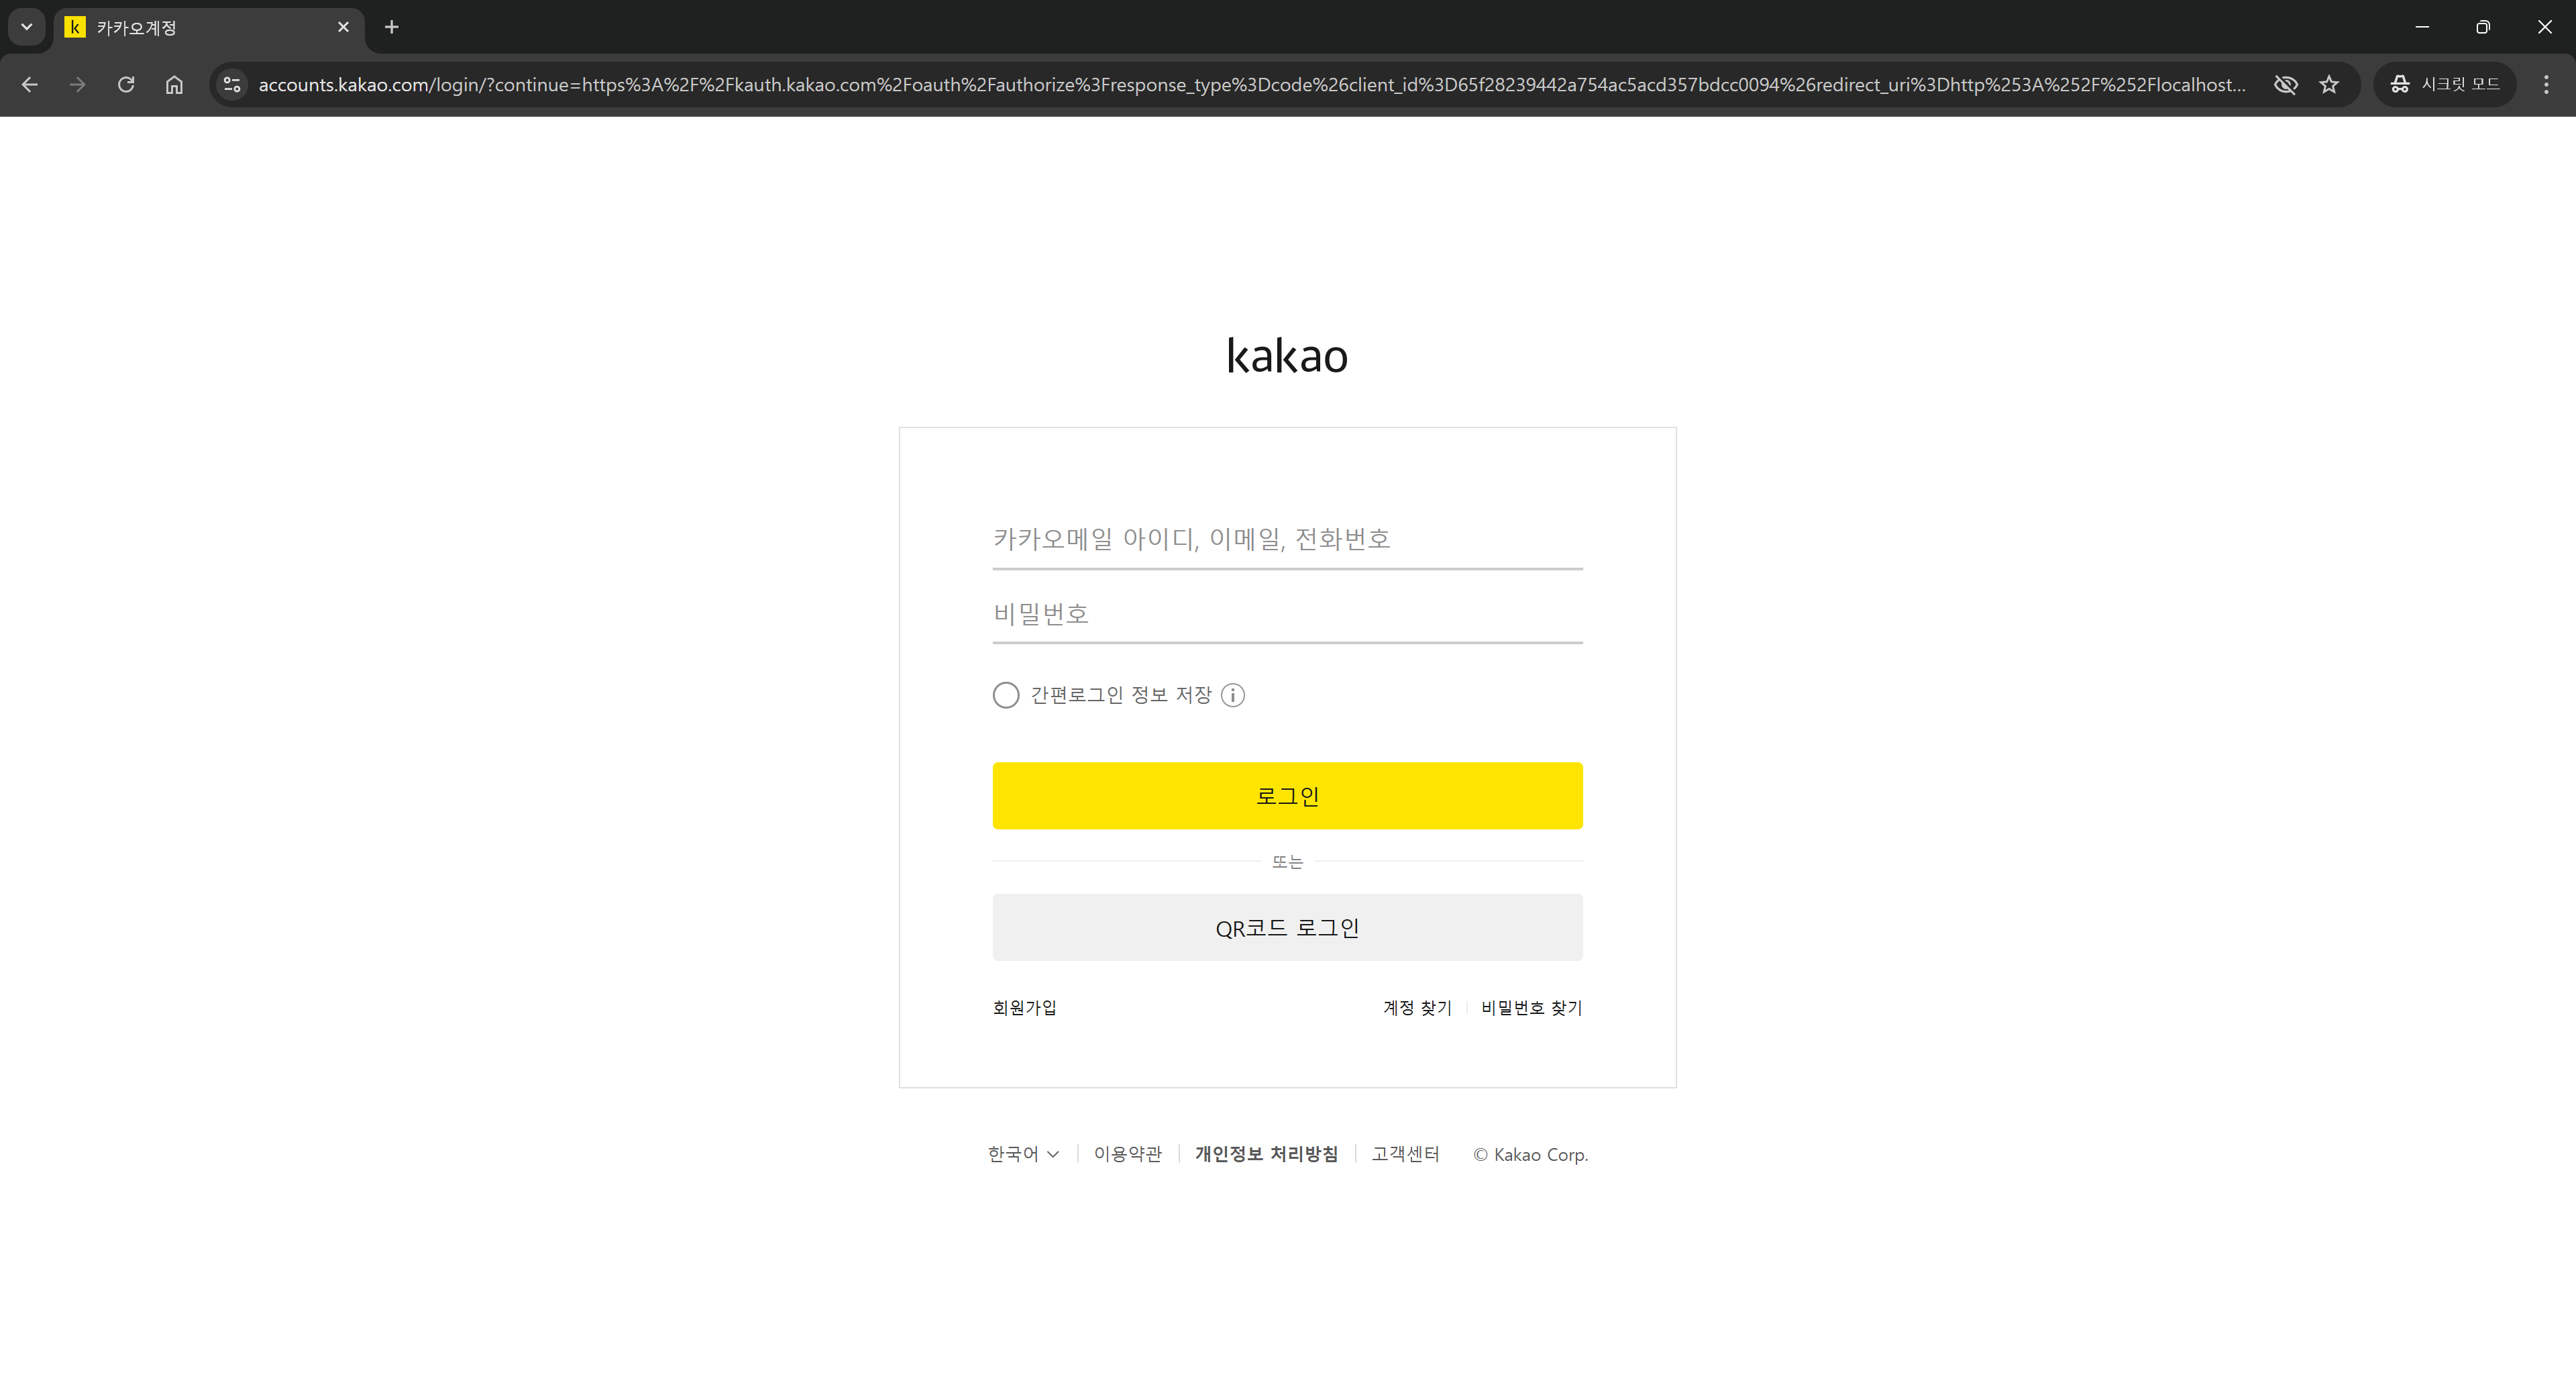 카카오계정
accounts.kakao.com/login/?continue=https%3A%2F%2Fkauth.kakao.com%2Foauth%2Fauthorize%3Fresponse_type%3Dcode%26client_id%3D65f28239442a754ac5acd357bdcc0094%26redirect_uri%3Dhttp%253A%252F%252Flocalhost... 시크릿 모드
kakao
카카오메일 아이디, 이메일, 전화번호
비밀번호
간편로그인 정보 저장
로그인
또는
QR코드 로그인
회원가입 계정 찾기 비밀번호 찾기
한국어 이용약관 개인정보 처리방침 고객센터 © Kakao Corp.